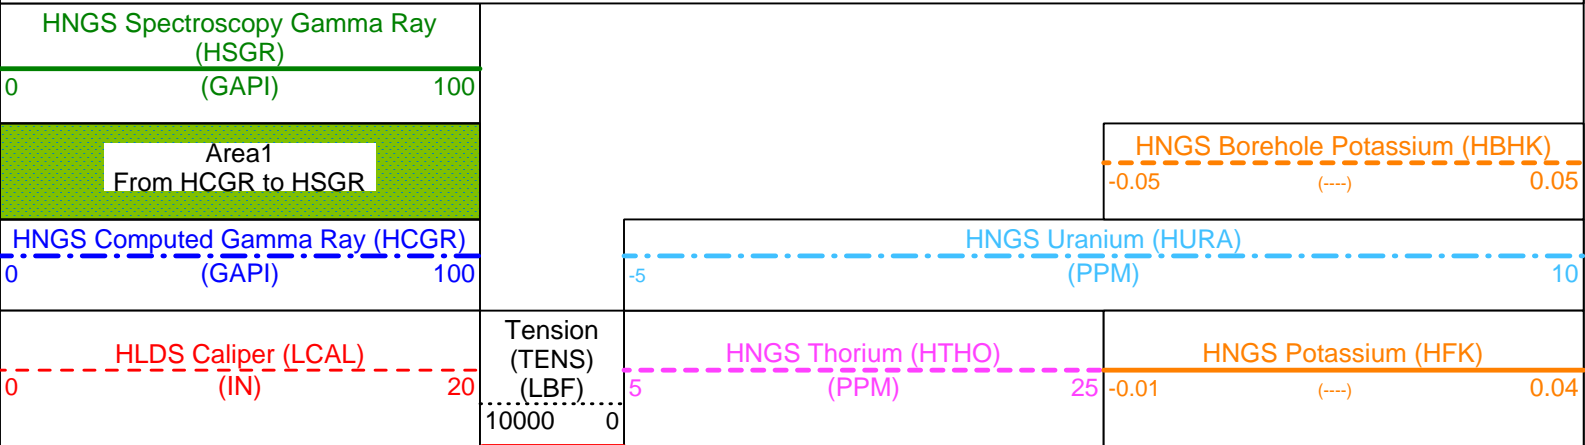 HNGS Spectroscopy Gamma Ray
(HSGR)
0 (GAPI) 100
Area1
From HCGR to HSGR
HNGS Borehole Potassium (HBHK)
-0.05 (----) 0.05
HNGS Computed Gamma Ray (HCGR)
0 (GAPI) 100
HNGS Uranium (HURA)
-5 (PPM) 10
HLDS Caliper (LCAL)
0 (IN) 20
Tension
(TENS)
(LBF)
10000 0
HNGS Thorium (HTHO)
5 (PPM) 25
HNGS Potassium (HFK)
-0.01 (----) 0.04